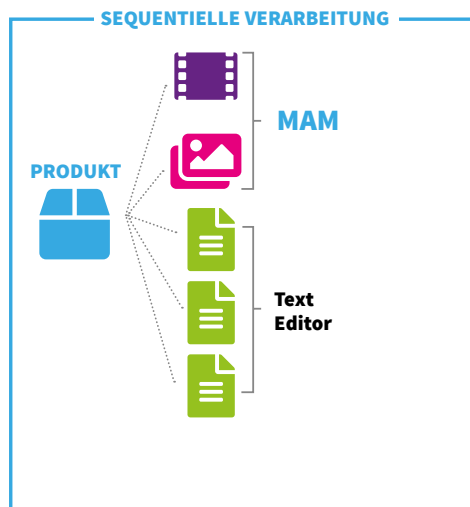 SEQUENTIELLE VERARBEITUNG
MAM
PRODUKT
Text
Editor